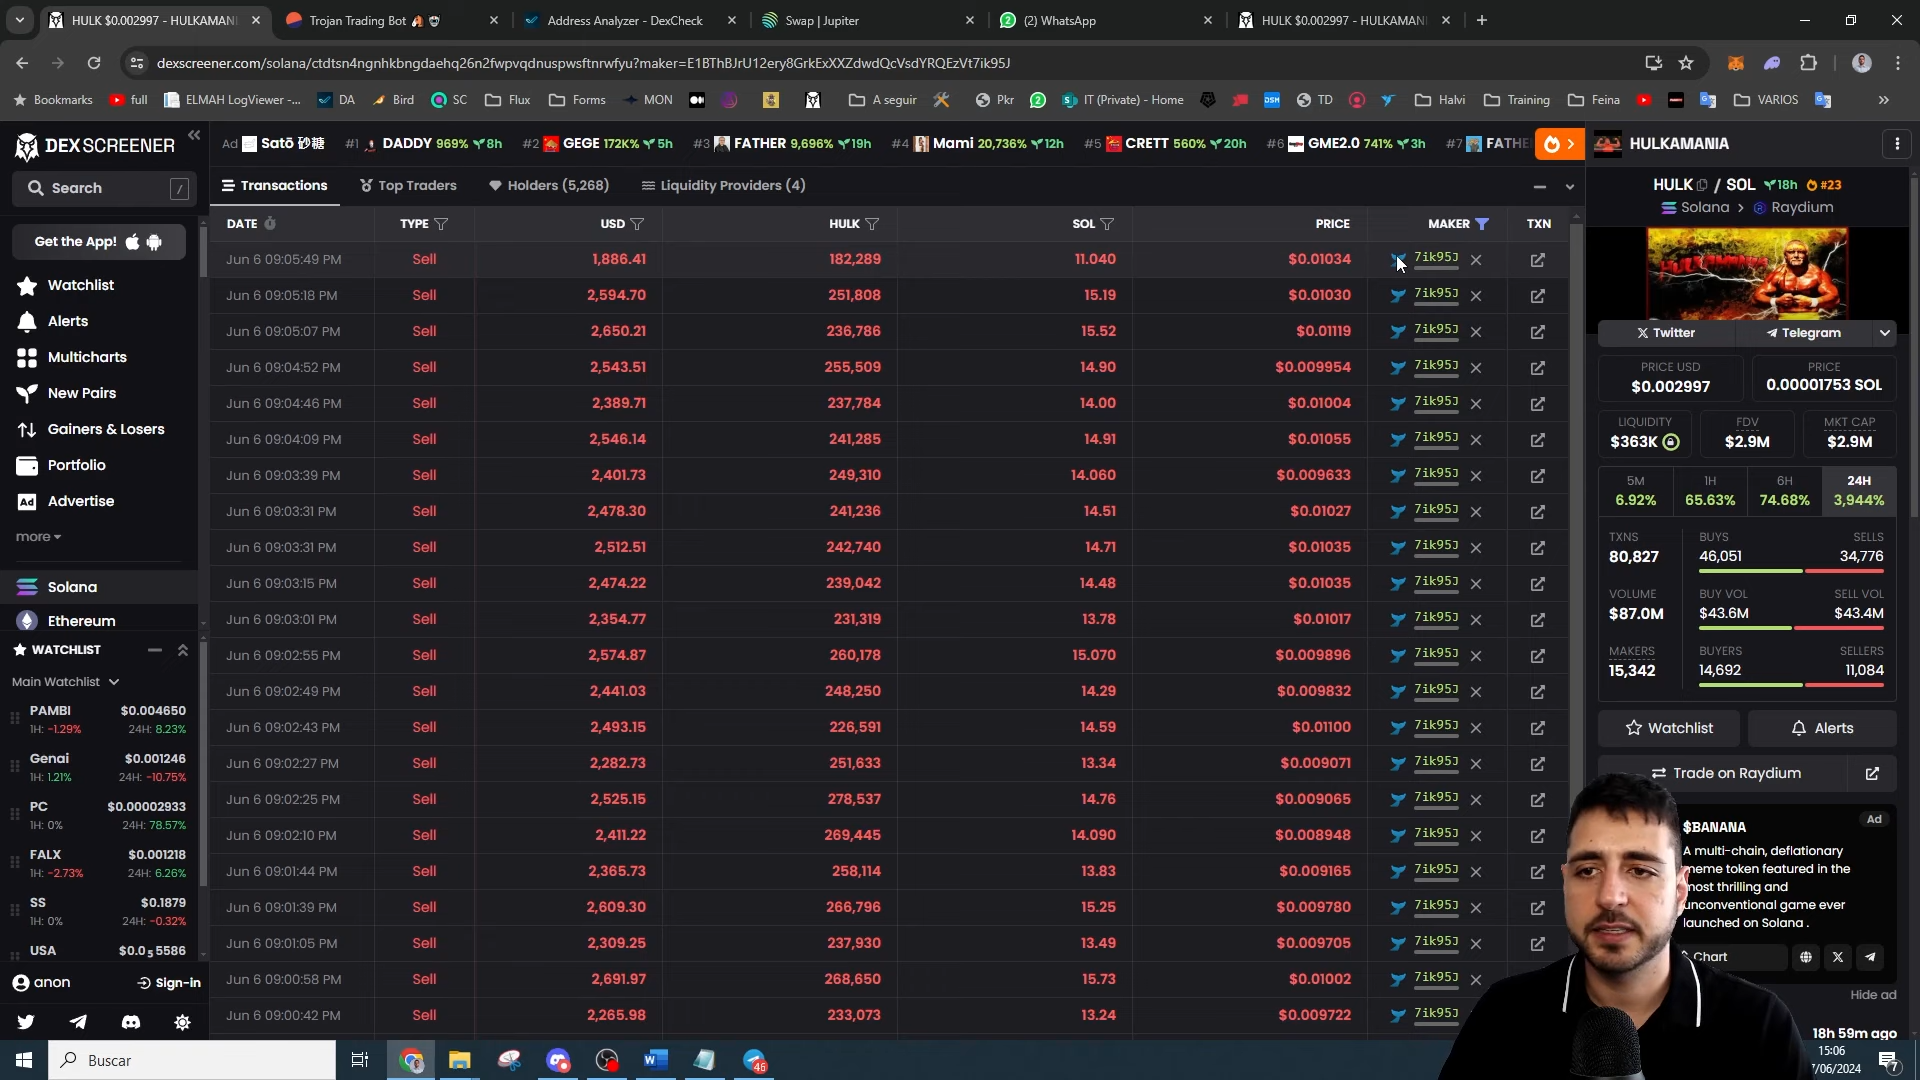 HULK $0.002997 - HULKAMAN
Trojan Trading Bot
Address Analyzer - DexCheck
Swap | Jupiter
(2) WhatsApp
HULK $0.002997 - HULKAMAN
dexscreener.com/solana/ctdtsn4ngnhkbngdaehq26n2fwpvqdnuspwsftnrwfyu?maker=E1BThBJrU12ery8GrkExXXZdwdQcVsdYRQEzVt7ik95J
Bookmarks full ELMAH LogViewer -... DA Bird SC Flux Forms MON A seguir Pkr IT (Private) - Home DSM TD Halvi Training Feina VARIOS
DEX SCREENER
Ad Satō 砂糖 #1 DADDY 969% 8h #2 GEGE 172K% 5h #3 FATHER 9,696% 19h #4 Mami 20,736% 12h #5 CRETT 560% 20h #6 GME2.0 741% 3h #7 FATHE
Search /
Get the App!
Watchlist
Alerts
Multicharts
New Pairs
Gainers & Losers
Portfolio
Ad Advertise
more
Solana
Ethereum
WATCHLIST
Main Watchlist
PAMBI $0.004650
1H: -1.29% 24H: 8.23%
Genai $0.001246
1H: 1.21% 24H: -10.75%
PC $0.00002933
1H: 0% 24H: 78.57%
FALX $0.001218
1H: -2.73% 24H: 6.26%
SS $0.1879
1H: 0% 24H: -0.32%
USA $0.0₅5586
anon Sign-in
Transactions Top Traders Holders (5,268) Liquidity Providers (4)
DATE TYPE USD HULK SOL PRICE MAKER TXN
Jun 6 09:05:49 PM Sell 1,886.41 182,289 11.040 $0.01034 7ik95J
Jun 6 09:05:18 PM Sell 2,594.70 251,808 15.19 $0.01030 7ik95J
Jun 6 09:05:07 PM Sell 2,650.21 236,786 15.52 $0.01119 7ik95J
Jun 6 09:04:52 PM Sell 2,543.51 255,509 14.90 $0.009954 7ik95J
Jun 6 09:04:46 PM Sell 2,389.71 237,784 14.00 $0.01004 7ik95J
Jun 6 09:04:09 PM Sell 2,546.14 241,285 14.91 $0.01055 7ik95J
Jun 6 09:03:39 PM Sell 2,401.73 249,310 14.060 $0.009633 7ik95J
Jun 6 09:03:31 PM Sell 2,478.30 241,236 14.51 $0.01027 7ik95J
Jun 6 09:03:31 PM Sell 2,512.51 242,740 14.71 $0.01035 7ik95J
Jun 6 09:03:15 PM Sell 2,474.22 239,042 14.48 $0.01035 7ik95J
Jun 6 09:03:01 PM Sell 2,354.77 231,319 13.78 $0.01017 7ik95J
Jun 6 09:02:55 PM Sell 2,574.87 260,178 15.070 $0.009896 7ik95J
Jun 6 09:02:49 PM Sell 2,441.03 248,250 14.29 $0.009832 7ik95J
Jun 6 09:02:43 PM Sell 2,493.15 226,591 14.59 $0.01100 7ik95J
Jun 6 09:02:27 PM Sell 2,282.73 251,633 13.34 $0.009071 7ik95J
Jun 6 09:02:25 PM Sell 2,525.15 278,537 14.76 $0.009065 7ik95J
Jun 6 09:02:10 PM Sell 2,411.22 269,445 14.090 $0.008948 7ik95J
Jun 6 09:01:44 PM Sell 2,365.73 258,114 13.83 $0.009165 7ik95J
Jun 6 09:01:39 PM Sell 2,609.30 266,796 15.25 $0.009780 7ik95J
Jun 6 09:01:05 PM Sell 2,309.25 237,930 13.49 $0.009705 7ik95J
Jun 6 09:00:58 PM Sell 2,691.97 268,650 15.73 $0.01002 7ik95J
Jun 6 09:00:42 PM Sell 2,265.98 233,073 13.24 $0.009722 7ik95J
HULKAMANIA
HULK / SOL 18h #23
Solana > Raydium
HULKAMANIA
Twitter Telegram
PRICE USD PRICE
$0.002997 0.00001753 SOL
LIQUIDITY FDV MKT CAP
$363K $2.9M $2.9M
5M 1H 6H 24H
6.92% 65.63% 74.68% 3,944%
TXNS BUYS SELLS
80,827 46,051 34,776
VOLUME BUY VOL SELL VOL
$87.0M $43.6M $43.4M
MAKERS BUYERS SELLERS
15,342 14,692 11,084
Watchlist Alerts
Trade on Raydium
$BANANA Ad
A multi-chain, deflationary
meme token featured in the
most thrilling and
unconventional game ever
launched on Solana .
Chart
Hide ad
18h 59m ago
Buscar
46
15:06
7/06/2024
7